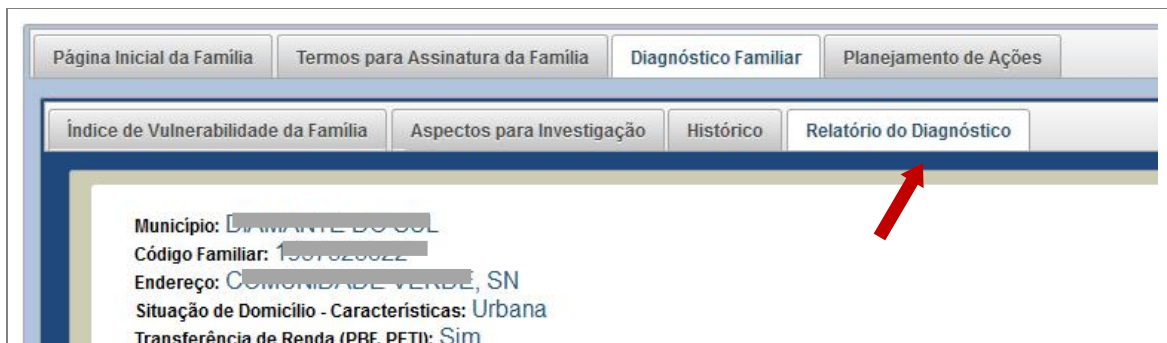 Página Inicial da Família Termos para Assinatura da Família Diagnóstico Familiar Planejamento de Ações
Índice de Vulnerabilidade da Família Aspectos para Investigação Histórico Relatório do Diagnóstico
Município:
Código Familiar:
Endereço: , SN
Situação de Domicílio - Características: Urbana
Transferência de Renda (PBF, PETI): Sim